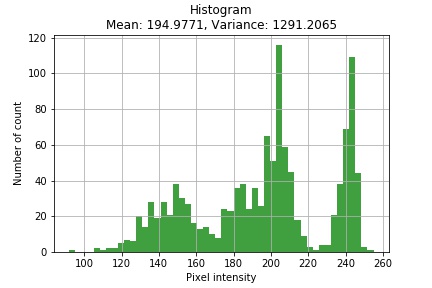 Histogram
Mean: 194.9771, Variance: 1291.2065
120
100
80
60
40
20
0
Number of count
100 120 140 160 180 200 220 240 260
Pixel intensity